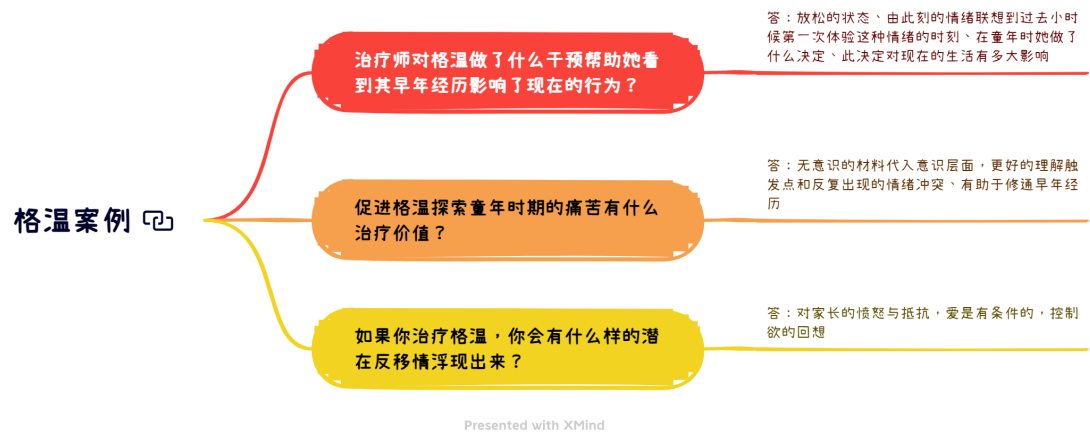 格温案例
治疗师对格温做了什么干预帮助她看
到其早年经历影响了现在的行为？
答：放松的状态、由此刻的情绪联想到过去小时
候第一次体验这种情绪的时刻、在童年时她做了
什么决定、此决定对现在的生活有多大影响
促进格温探索童年时期的痛苦有什么
治疗价值？
答：无意识的材料代入意识层面，更好的理解触
发点和反复出现的情绪冲突、有助于修通早年经
历
如果你治疗格温，你会有什么样的潜
在反移情浮现出来？
答：对家长的愤怒与抵抗，爱是有条件的，控制
欲的回想
Presented with XMind